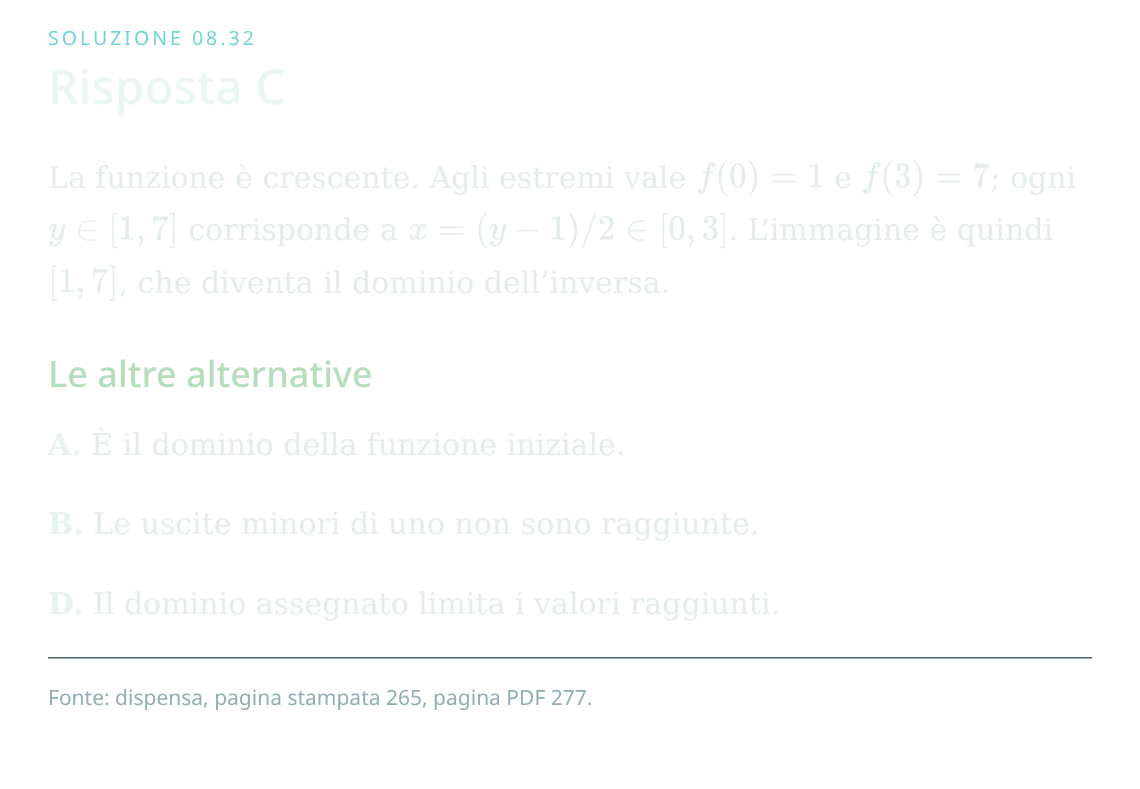 SOLUZIONE 08.32
Risposta C
La funzione è crescente. Agli estremi vale f(0) = 1 e f(3) = 7; ogni
y ∈ [1, 7] corrisponde a x = (y − 1)/2 ∈ [0, 3]. L’immagine è quindi
[1, 7], che diventa il dominio dell’inversa.
Le altre alternative
A. È il dominio della funzione iniziale.
B. Le uscite minori di uno non sono raggiunte.
D. Il dominio assegnato limita i valori raggiunti.
Fonte: dispensa, pagina stampata 265, pagina PDF 277.